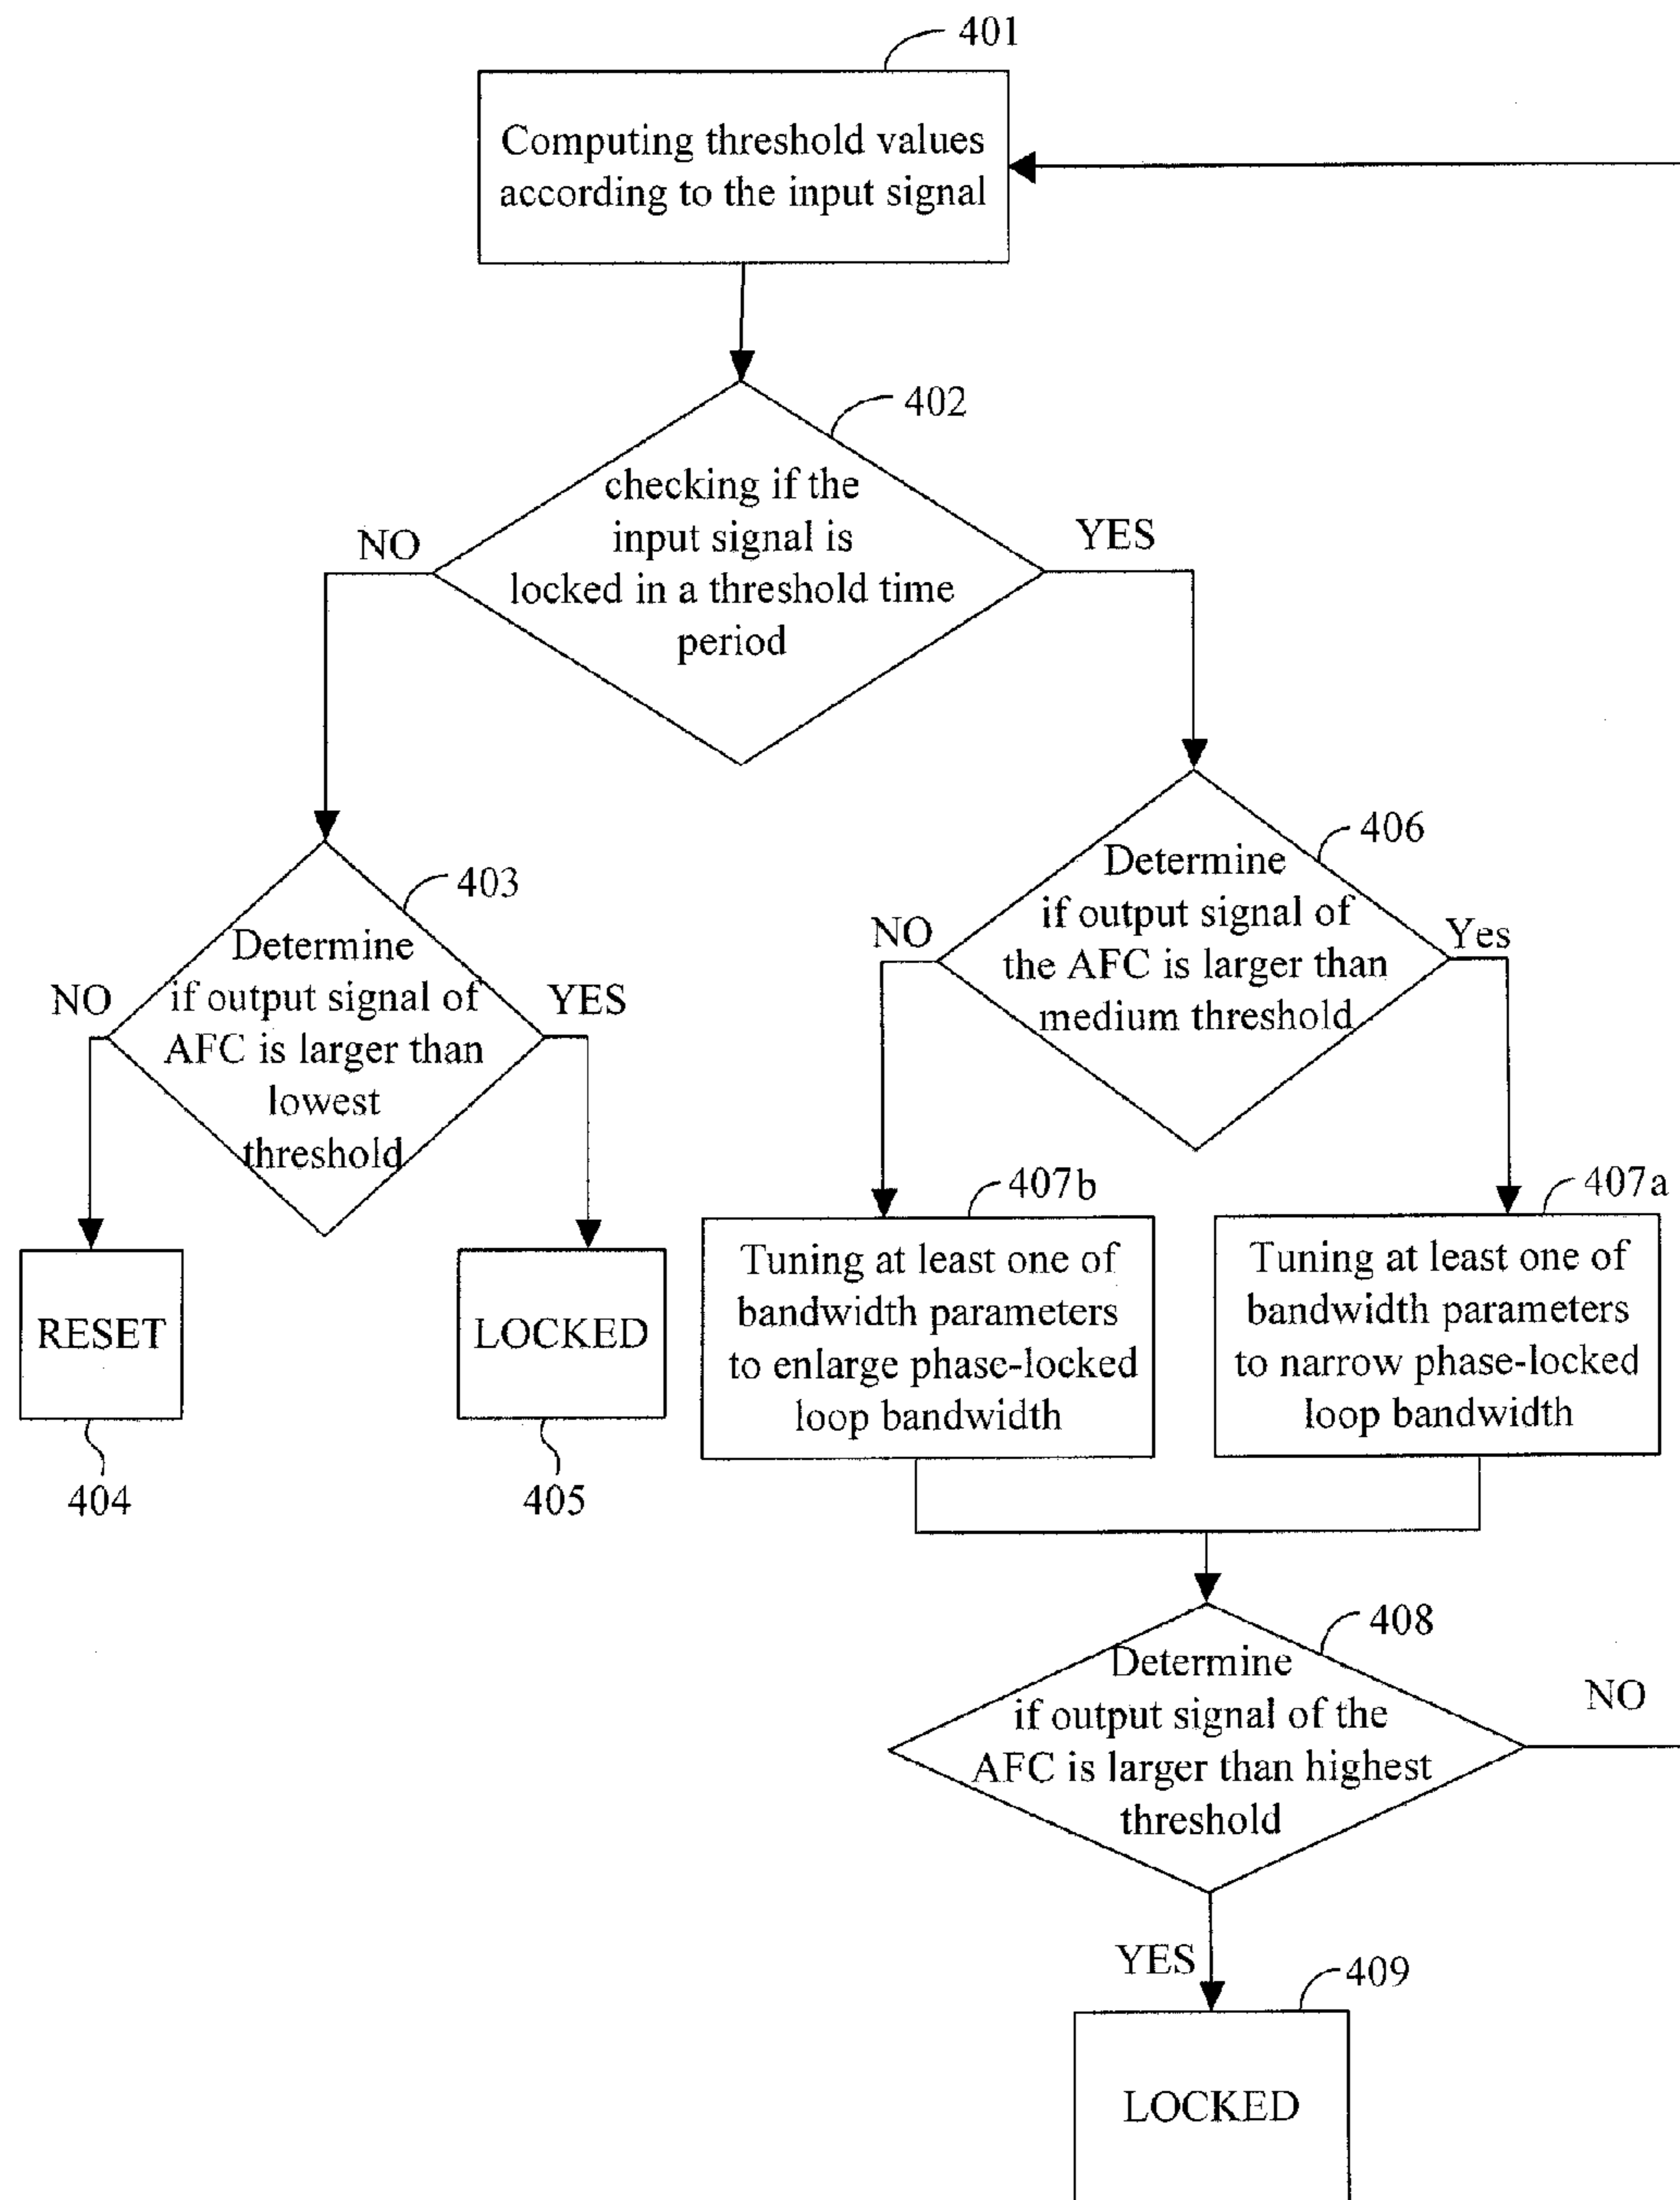 401
Computing threshold values
according to the input signal
402
checking if the
input signal is
locked in a threshold time
period
NO
YES
403
Determine
if output signal of
AFC is larger than
lowest
threshold
NO
YES
406
Determine
if output signal of
the AFC is larger than
medium threshold
NO
Yes
RESET
404
LOCKED
405
407b
Tuning at least one of
bandwidth parameters
to enlarge phase-locked
loop bandwidth
407a
Tuning at least one of
bandwidth parameters
to narrow phase-locked
loop bandwidth
408
Determine
if output signal of the
AFC is larger than highest
threshold
NO
YES
409
LOCKED